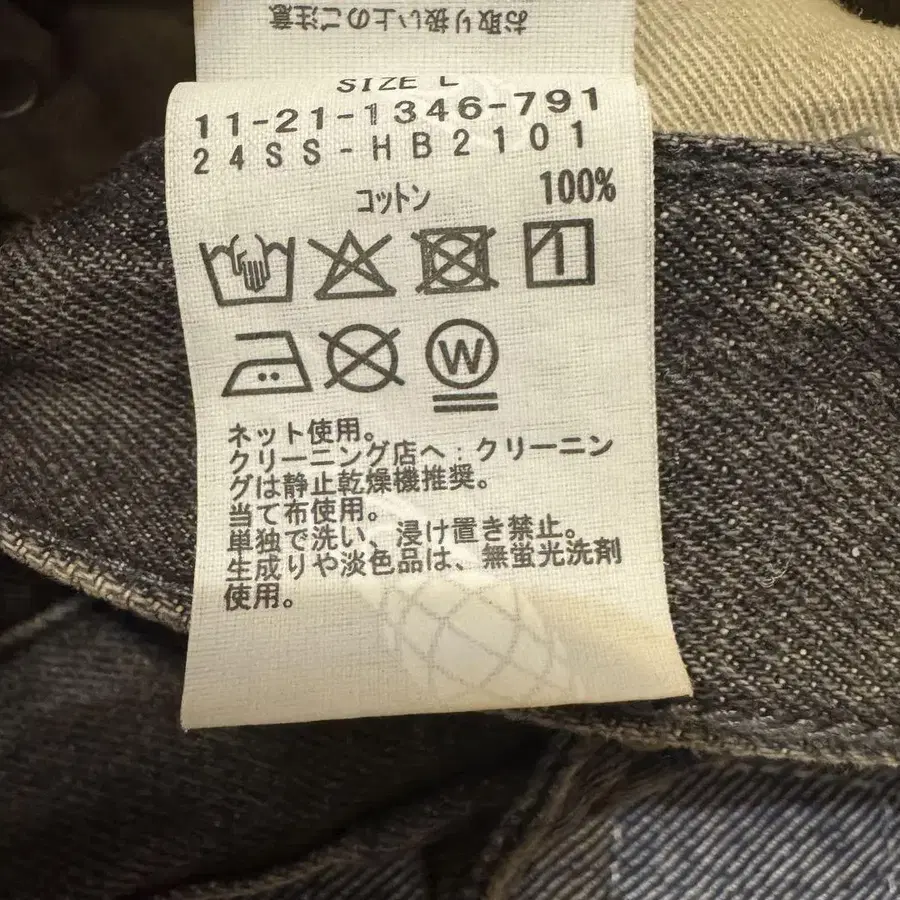 お取り扱い上のご注意
SIZE L
11-21-1346-791
24SS-HB2101
コットン 100%
W
ネット使用。
クリーニング店へ：クリーニン
グは静止乾燥機推奨。
当て布使用。
単独で洗い、浸け置き禁止。
生成りや淡色品は、無蛍光洗剤
使用。